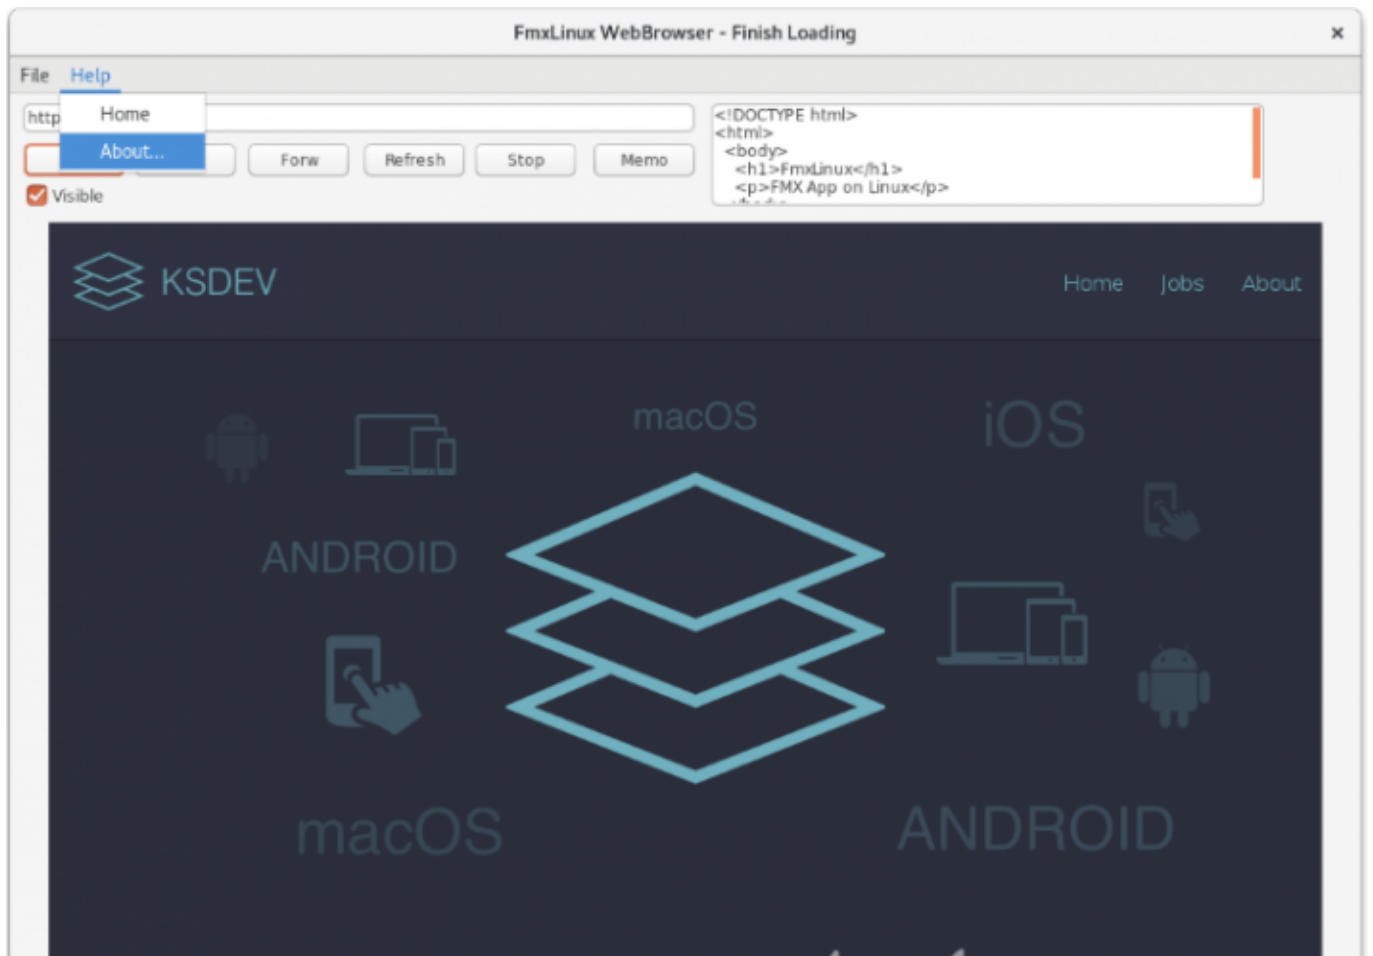 FmxLinux WebBrowser - Finish Loading
×
File Help
Home
About...
http
Forw Refresh Stop Memo
Visible
<!DOCTYPE html>
<html>
<body>
<h1>FmxLinux</h1>
<p>FMX App on Linux</p>
KSDEV
Home Jobs About
macOS
iOS
ANDROID
macOS
ANDROID